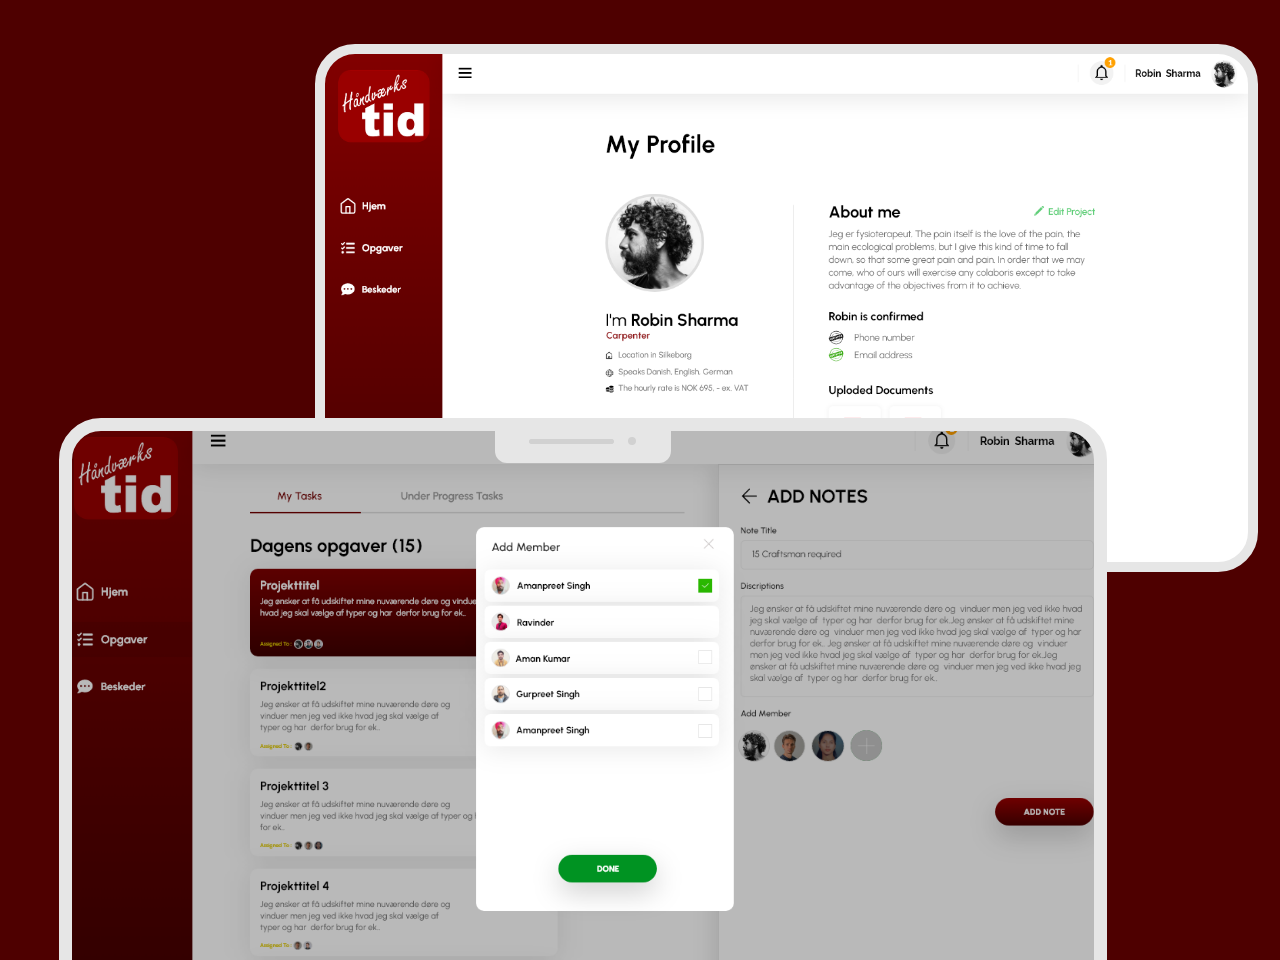 Håndværks
tid
Hjem
Opgaver
Beskeder
1
Robin Sharma
My Profile
I'm Robin Sharma
Carpenter
Location in Silkeborg
Speaks Danish, English, German
The hourly rate is NOK 695, - ex. VAT
About me
Edit Project
Jeg er fysioterapeut. The pain itself is the love of the pain, the
main ecological problems, but I give this kind of time to fall
down, so that some great pain and pain. In order that we may
come, who of ours will exercise any colaboris except to take
advantage of the objectives from it to achieve.
Robin is confirmed
Phone number
Email address
Uploded Documents
Håndværks
tid
Hjem
Opgaver
Beskeder
Robin Sharma
My Tasks
Under Progress Tasks
Dagens opgaver (15)
Projekttitel
Jeg ønsker at få udskiftet mine nuværende døre og vindue
hvad jeg skal vælge af typer og har derfor brug for ek..
Assigned To :
Projekttitel2
Jeg ønsker at få udskiftet mine nuværende døre og
vinduer men jeg ved ikke hvad jeg skal vælge af
typer og har derfor brug for ek..
Assigned To :
Projekttitel 3
Jeg ønsker at få udskiftet mine nuværende døre og
vinduer men jeg ved ikke hvad jeg skal vælge af typer og
for ek..
Assigned To :
Projekttitel 4
Jeg ønsker at få udskiftet mine nuværende døre og
vinduer men jeg ved ikke hvad jeg skal vælge af
typer og har derfor brug for ek..
Assigned To :
Add Member
Amanpreet Singh
Ravinder
Aman Kumar
Gurpreet Singh
Amanpreet Singh
DONE
ADD NOTES
Note Title
15 Craftsman required
Discriptions
Jeg ønsker at få udskiftet mine nuværende døre og vinduer men jeg ved ikke hvad
jeg skal vælge af typer og har derfor brug for ek.Jeg ønsker at få udskiftet mine
nuværende døre og vinduer men jeg ved ikke hvad jeg skal vælge af typer og har
derfor brug for ek.. Jeg ønsker at få udskiftet mine nuværende døre og vinduer
men jeg ved ikke hvad jeg skal vælge af typer og har derfor brug for ek.Jeg
ønsker at få udskiftet mine nuværende døre og vinduer men jeg ved ikke hvad jeg
skal vælge af typer og har derfor brug for ek..
Add Member
ADD NOTE